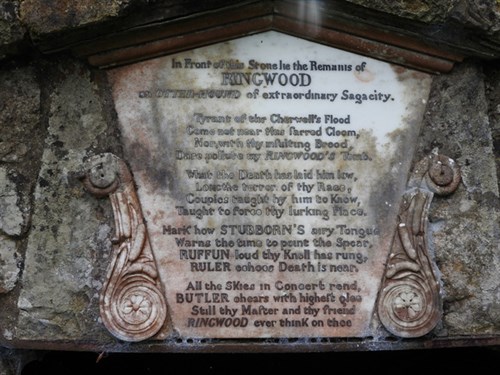 In Front of this Stone lie the Remains of
RINGWOOD
an OTTER-HOUND of extraordinary Sagacity.
Tyrant of the Cherwell's Flood
Come not near this sacred Gloom,
Nor with thy insulting Brood,
Dare pollute my RINGWOOD'S Tomb.
What tho Death has laid him low,
Long the terror of thy Race,
Couples taught by him to Know,
Taught to force thy lurking Place.
Mark how STUBBORN'S airy Tongue
Warns the time to point the Spear,
RUFFUN loud thy Knell has rung,
RULER echoes Death is near.
All the Skies in Concert rend,
BUTLER cheers with highest glee
Still thy Master and thy friend
RINGWOOD ever think on thee